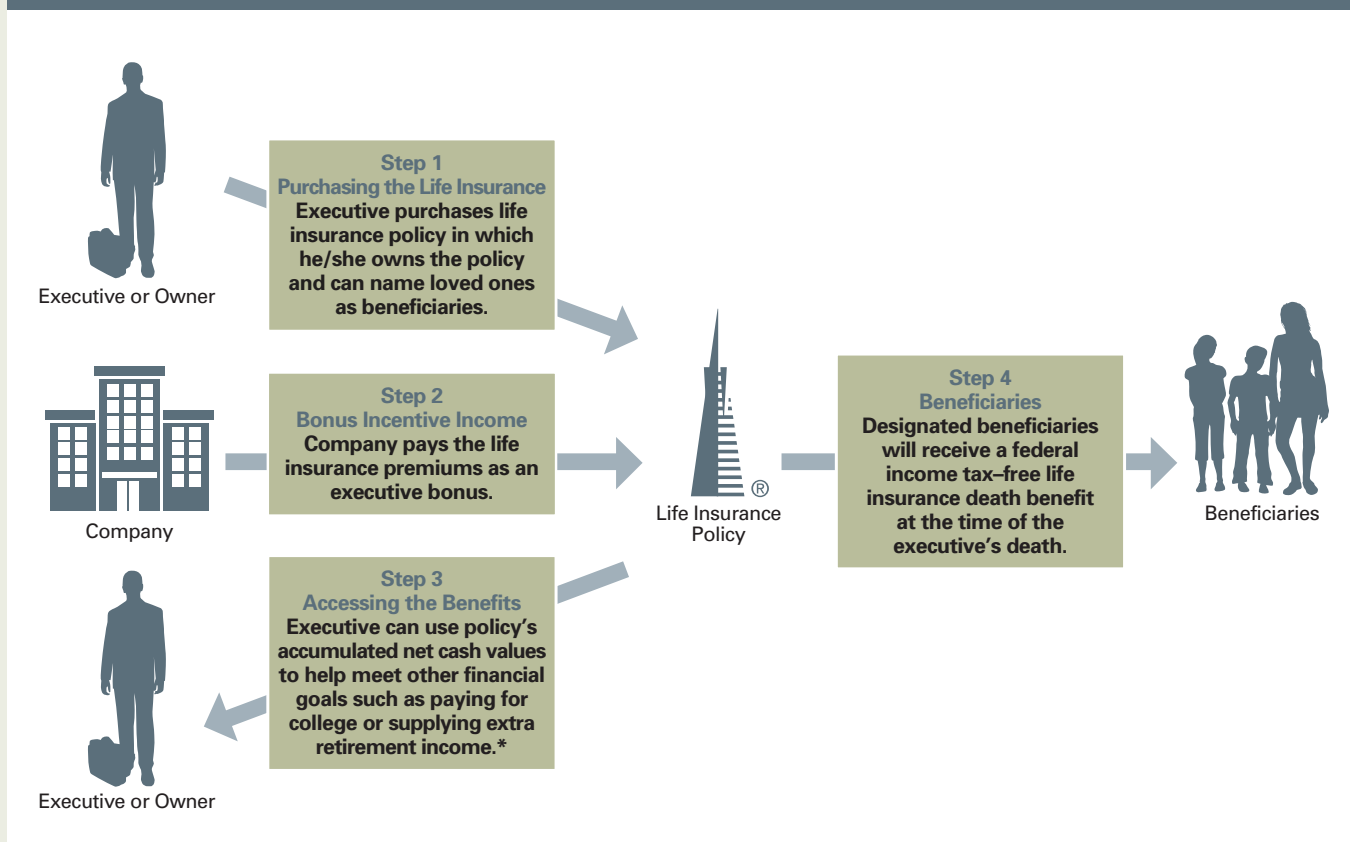 Step 1
Purchasing the Life Insurance
Executive purchases life
insurance policy in which
he/she owns the policy
and can name loved ones
as beneficiaries.
Executive or Owner
Step 2
Bonus Incentive Income
Company pays the life
insurance premiums as an
executive bonus.
Company
®
Life Insurance
Policy
Step 4
Beneficiaries
Designated beneficiaries
will receive a federal
income tax–free life
insurance death benefit
at the time of the
executive's death.
Beneficiaries
Step 3
Accessing the Benefits
Executive can use policy's
accumulated net cash values
to help meet other financial
goals such as paying for
college or supplying extra
retirement income.*
Executive or Owner